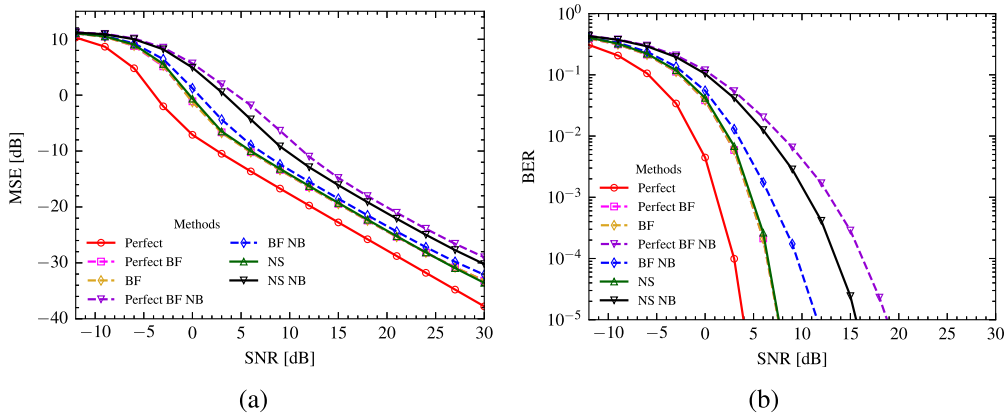 MSE [dB]
10
0
−10
−20
−30
−40
−10
−5
0
5
10
15
20
25
30
SNR [dB]
Methods
Perfect
Perfect BF
BF
Perfect BF NB
BF NB
NS
NS NB
(a)
BER
10^0
10^−1
10^−2
10^−3
10^−4
10^−5
−10
−5
0
5
10
15
20
25
30
SNR [dB]
Methods
Perfect
Perfect BF
BF
Perfect BF NB
BF NB
NS
NS NB
(b)